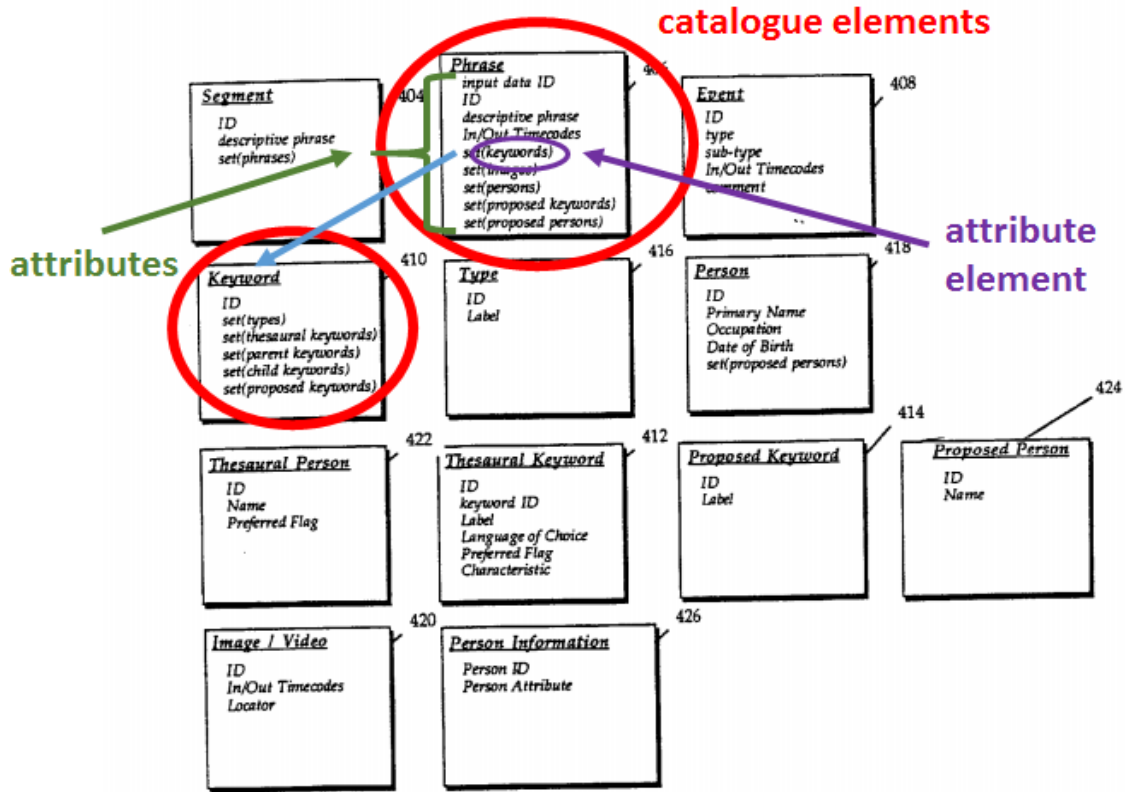 catalogue elements
Segment
404
ID
descriptive phrase
set(phrases)
Phrase
input data ID
ID
descriptive phrase
In/Out Timecodes
set(keywords)
set(images)
set(persons)
set(proposed keywords)
set(proposed persons)
Event
408
ID
type
sub-type
In/Out Timecodes
comment
attributes
attribute
element
Keyword
410
ID
set(types)
set(thesaural keywords)
set(parent keywords)
set(child keywords)
set(proposed keywords)
Type
416
ID
Label
Person
418
ID
Primary Name
Occupation
Date of Birth
set(proposed persons)
Thesaural Person
422
ID
Name
Preferred Flag
Thesaural Keyword
412
ID
keyword ID
Label
Language of Choice
Preferred Flag
Characteristic
Proposed Keyword
414
ID
Label
Proposed Person
424
ID
Name
Image / Video
420
ID
In/Out Timecodes
Locator
Person Information
426
Person ID
Person Attribute